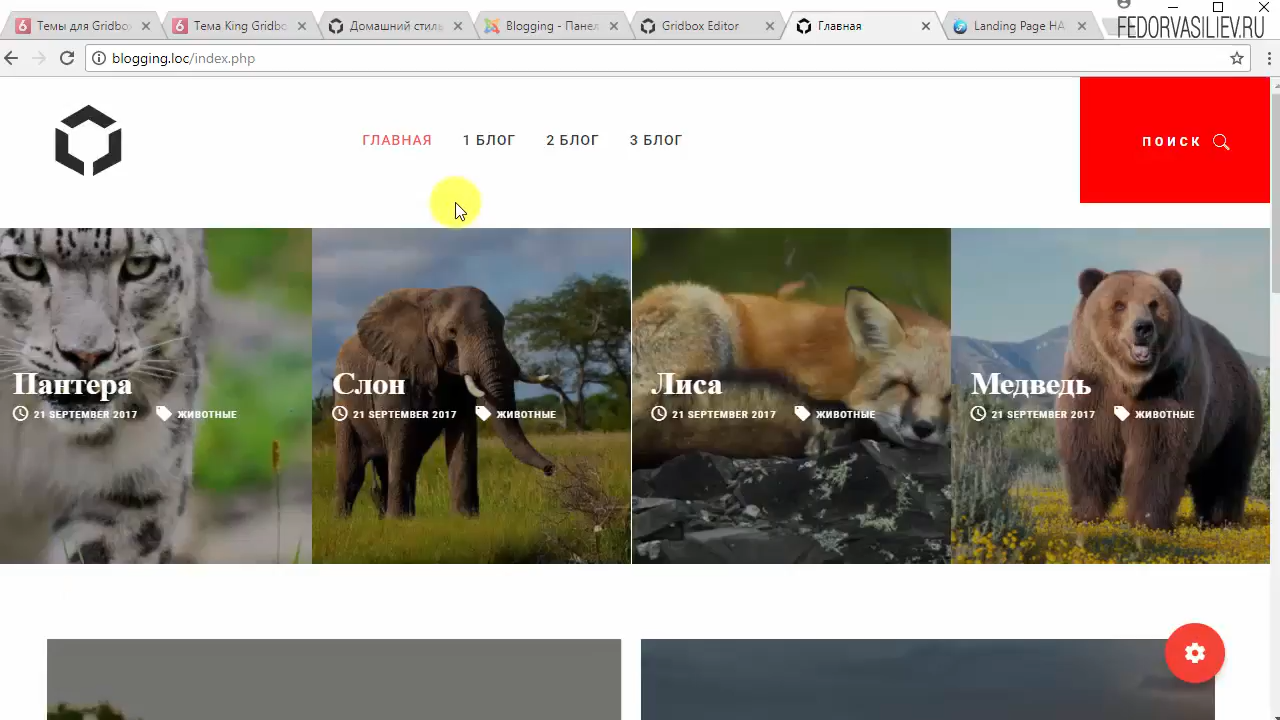 Темы для Gridbo
Тема King Gridbo
Домашний стиль
Blogging - Панел
Gridbox Editor
Главная
Landing Page HA
FEDORVASILIEV.RU
blogging.loc/index.php
ГЛАВНАЯ
1 БЛОГ
2 БЛОГ
3 БЛОГ
ПОИСК
Пантера
21 SEPTEMBER 2017 ЖИВОТНЫЕ
Слон
21 SEPTEMBER 2017 ЖИВОТНЫЕ
Лиса
21 SEPTEMBER 2017 ЖИВОТНЫЕ
Медведь
21 SEPTEMBER 2017 ЖИВОТНЫЕ